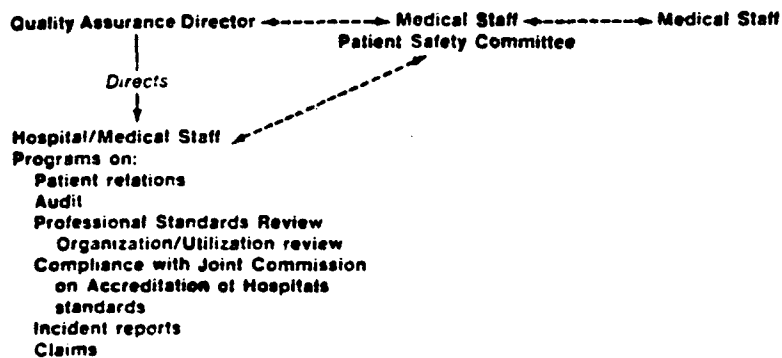 Quality Assurance Director Medical Staff Medical Staff
Patient Safety Committee
Directs
Hospital/Medical Staff
Programs on:
Patient relations
Audit
Professional Standards Review
Organization/Utilization review
Compliance with Joint Commission
on Accreditation of Hospitals
standards
Incident reports
Claims